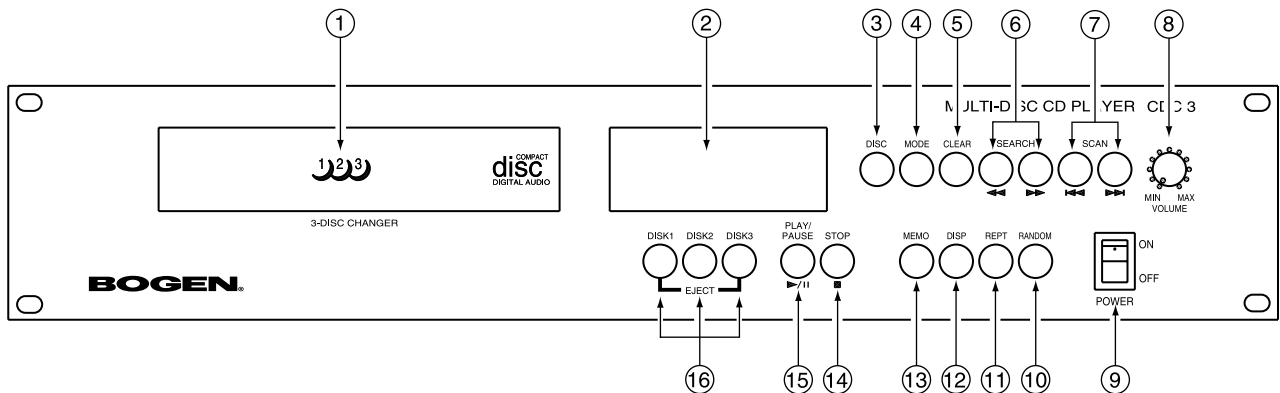 1 2 3 4 5 6 7 8
MULTI-DISC CD PLAYER CDC 3
DISC MODE CLEAR SEARCH SCAN
1 2 3
COMPACT
disc
DIGITAL AUDIO
MIN MAX
VOLUME
3-DISC CHANGER
DISK1 DISK2 DISK3 PLAY/PAUSE STOP MEMO DISP REPT RANDOM
ON
OFF
BOGEN®
EJECT
POWER
16 15 14 13 12 11 10 9